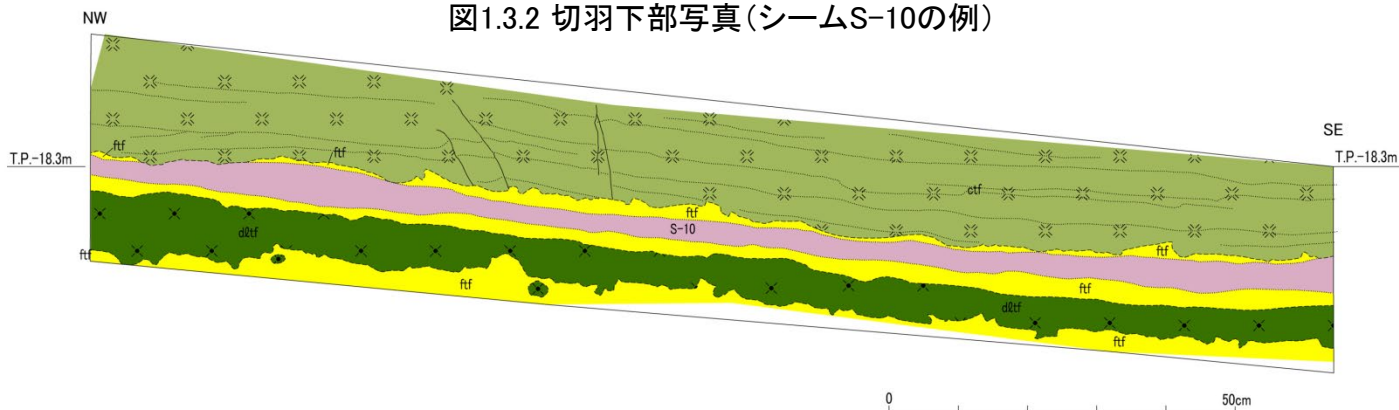 図1.3.2 切羽下部写真(シームS-10の例)
NW
SE
T.P.-18.3m
T.P.-18.3m
ftf
ftf
ctf
ftf
S-10
ftf
dltf
ftf
ftf
ftf
dltf
ftf
0 50cm